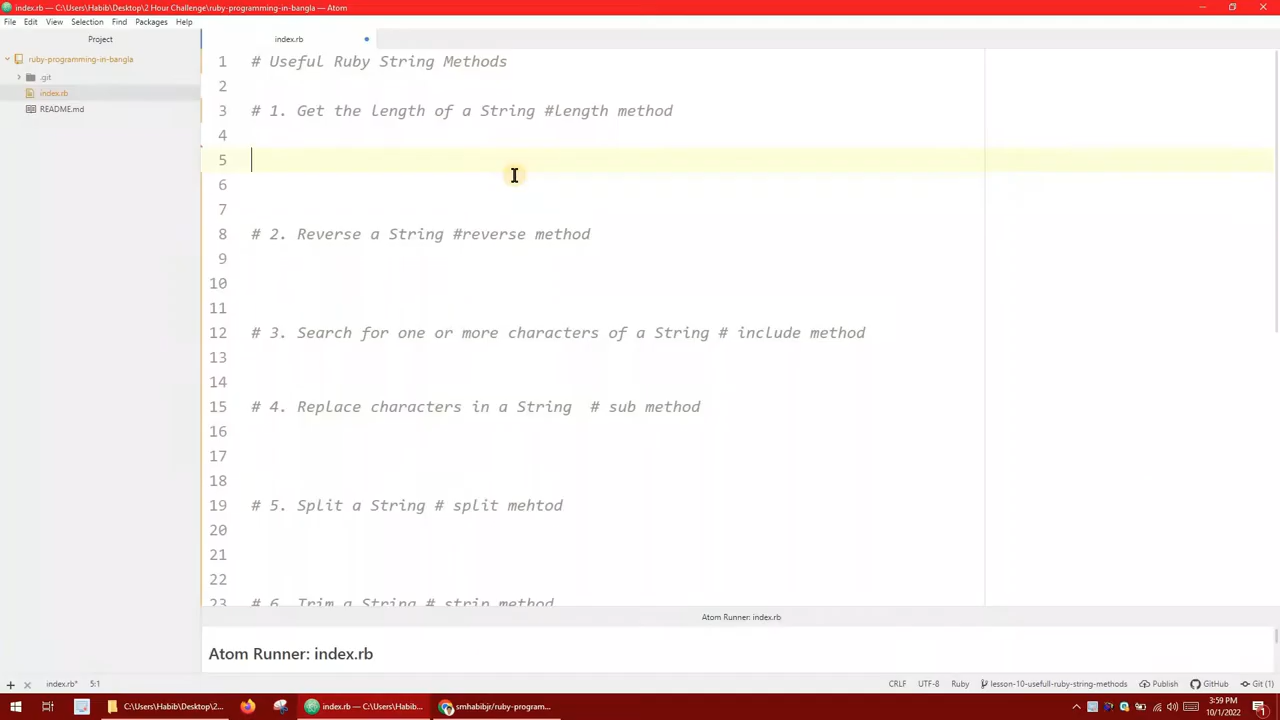 index.rb — C:\Users\Habib\Desktop\2 Hour Challenge\ruby-programming-in-bangla — Atom
File Edit View Selection Find Packages Help
Project
index.rb
ruby-programming-in-bangla
.git
index.rb
README.md
1 # Useful Ruby String Methods
2
3 # 1. Get the length of a String #length method
4
5
6
7
8 # 2. Reverse a String #reverse method
9
10
11
12 # 3. Search for one or more characters of a String # include method
13
14
15 # 4. Replace characters in a String  # sub method
16
17
18
19 # 5. Split a String # split mehtod
20
21
22
23 # 6. Trim a String # strip method
Atom Runner: index.rb
Atom Runner: index.rb
index.rb* 5:1
CRLF UTF-8 Ruby lesson-10-usefull-ruby-string-methods Publish GitHub Git (1)
C:\Users\Habib\Desktop\2... index.rb — C:\Users\Habib... smhabibjr/ruby-program...
3:59 PM
10/1/2022
1